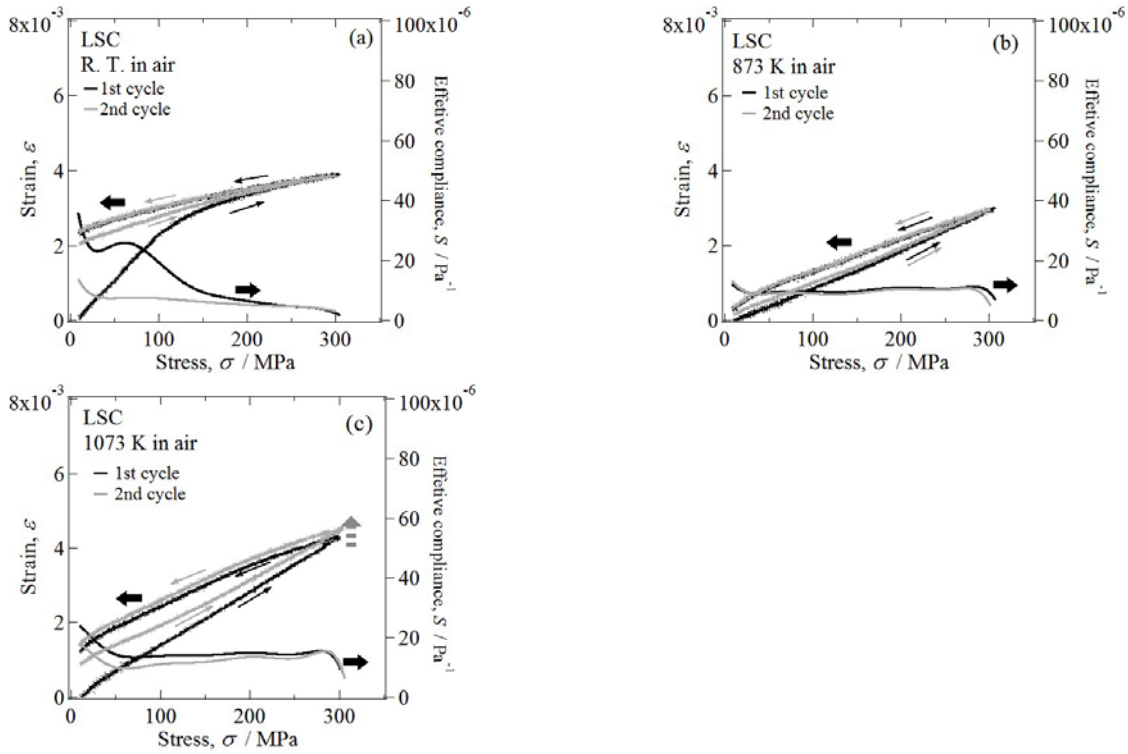 8x10⁻³
6
4
2
0
Strain, ε
LSC
R. T. in air
1st cycle
2nd cycle
(a)
100x10⁻⁶
80
60
40
20
0
Effetive compliance, S / Pa⁻¹
0
100
200
300
Stress, σ / MPa
8x10⁻³
6
4
2
0
Strain, ε
LSC
873 K in air
1st cycle
2nd cycle
(b)
100x10⁻⁶
80
60
40
20
0
Effetive compliance, S / Pa⁻¹
0
100
200
300
Stress, σ / MPa
8x10⁻³
6
4
2
0
Strain, ε
LSC
1073 K in air
1st cycle
2nd cycle
(c)
100x10⁻⁶
80
60
40
20
0
Effetive compliance, S / Pa⁻¹
0
100
200
300
Stress, σ / MPa